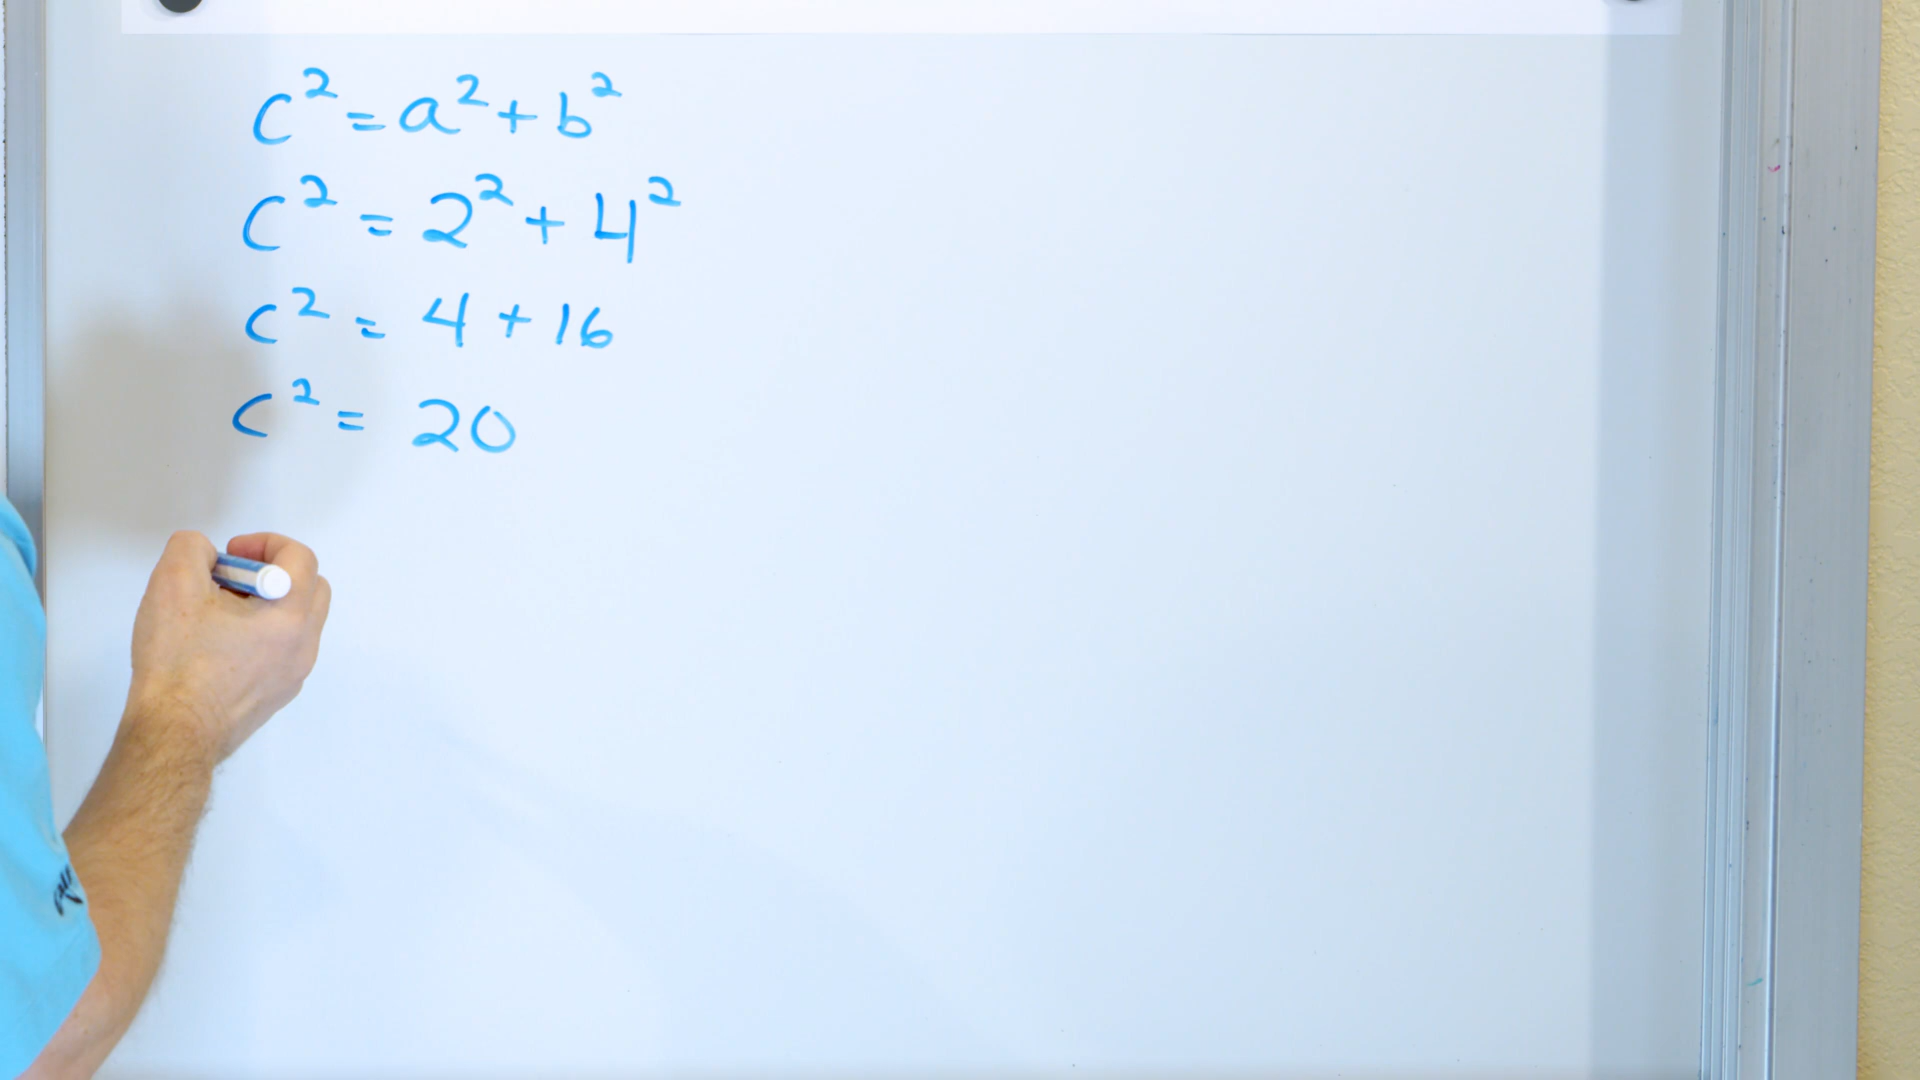 c² = a² + b²
c² = 2² + 4²
c² = 4 + 16
c² = 20